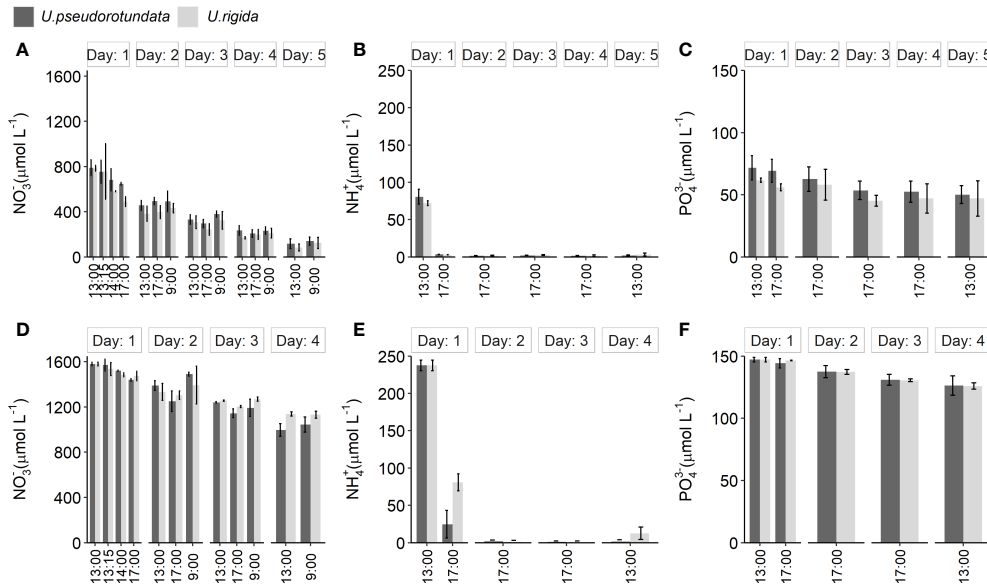 U.pseudorotundata U.rigida
A B C
Day: 1 Day: 2 Day: 3 Day: 4 Day: 5
Day: 1 Day: 2 Day: 3 Day: 4 Day: 5
Day: 1 Day: 2 Day: 3 Day: 4 Day: 5
NO₃⁻(μmol L⁻¹)
1600
1200
800
400
0
13:00 13:15 14:00 17:00 13:00 17:00 9:00 13:00 17:00 9:00 13:00 17:00 9:00 13:00 9:00
NH₄⁺(μmol L⁻¹)
250
200
150
100
50
0
13:00 17:00 17:00 17:00 17:00 13:00
PO₄³⁻(μmol L⁻¹)
150
100
50
0
13:00 17:00 17:00 17:00 17:00 13:00
D E F
Day: 1 Day: 2 Day: 3 Day: 4
Day: 1 Day: 2 Day: 3 Day: 4
Day: 1 Day: 2 Day: 3 Day: 4
NO₃⁻(μmol L⁻¹)
1600
1200
800
400
0
13:00 13:15 14:00 17:00 13:00 17:00 9:00 13:00 17:00 9:00 13:00 9:00
NH₄⁺(μmol L⁻¹)
250
200
150
100
50
0
13:00 17:00 17:00 17:00 13:00
PO₄³⁻(μmol L⁻¹)
150
100
50
0
13:00 17:00 17:00 17:00 13:00